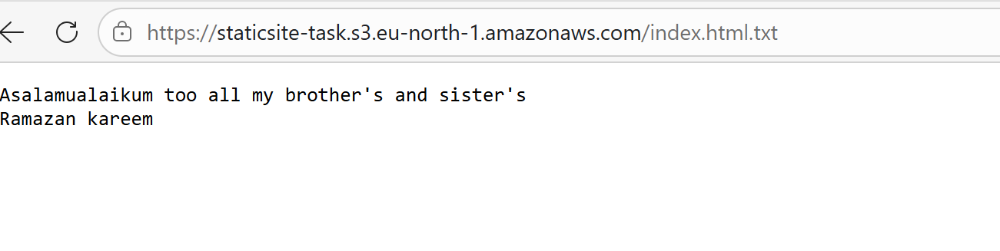 https://staticsite-task.s3.eu-north-1.amazonaws.com/index.html.txt
Asalamualaikum too all my brother's and sister's
Ramazan kareem